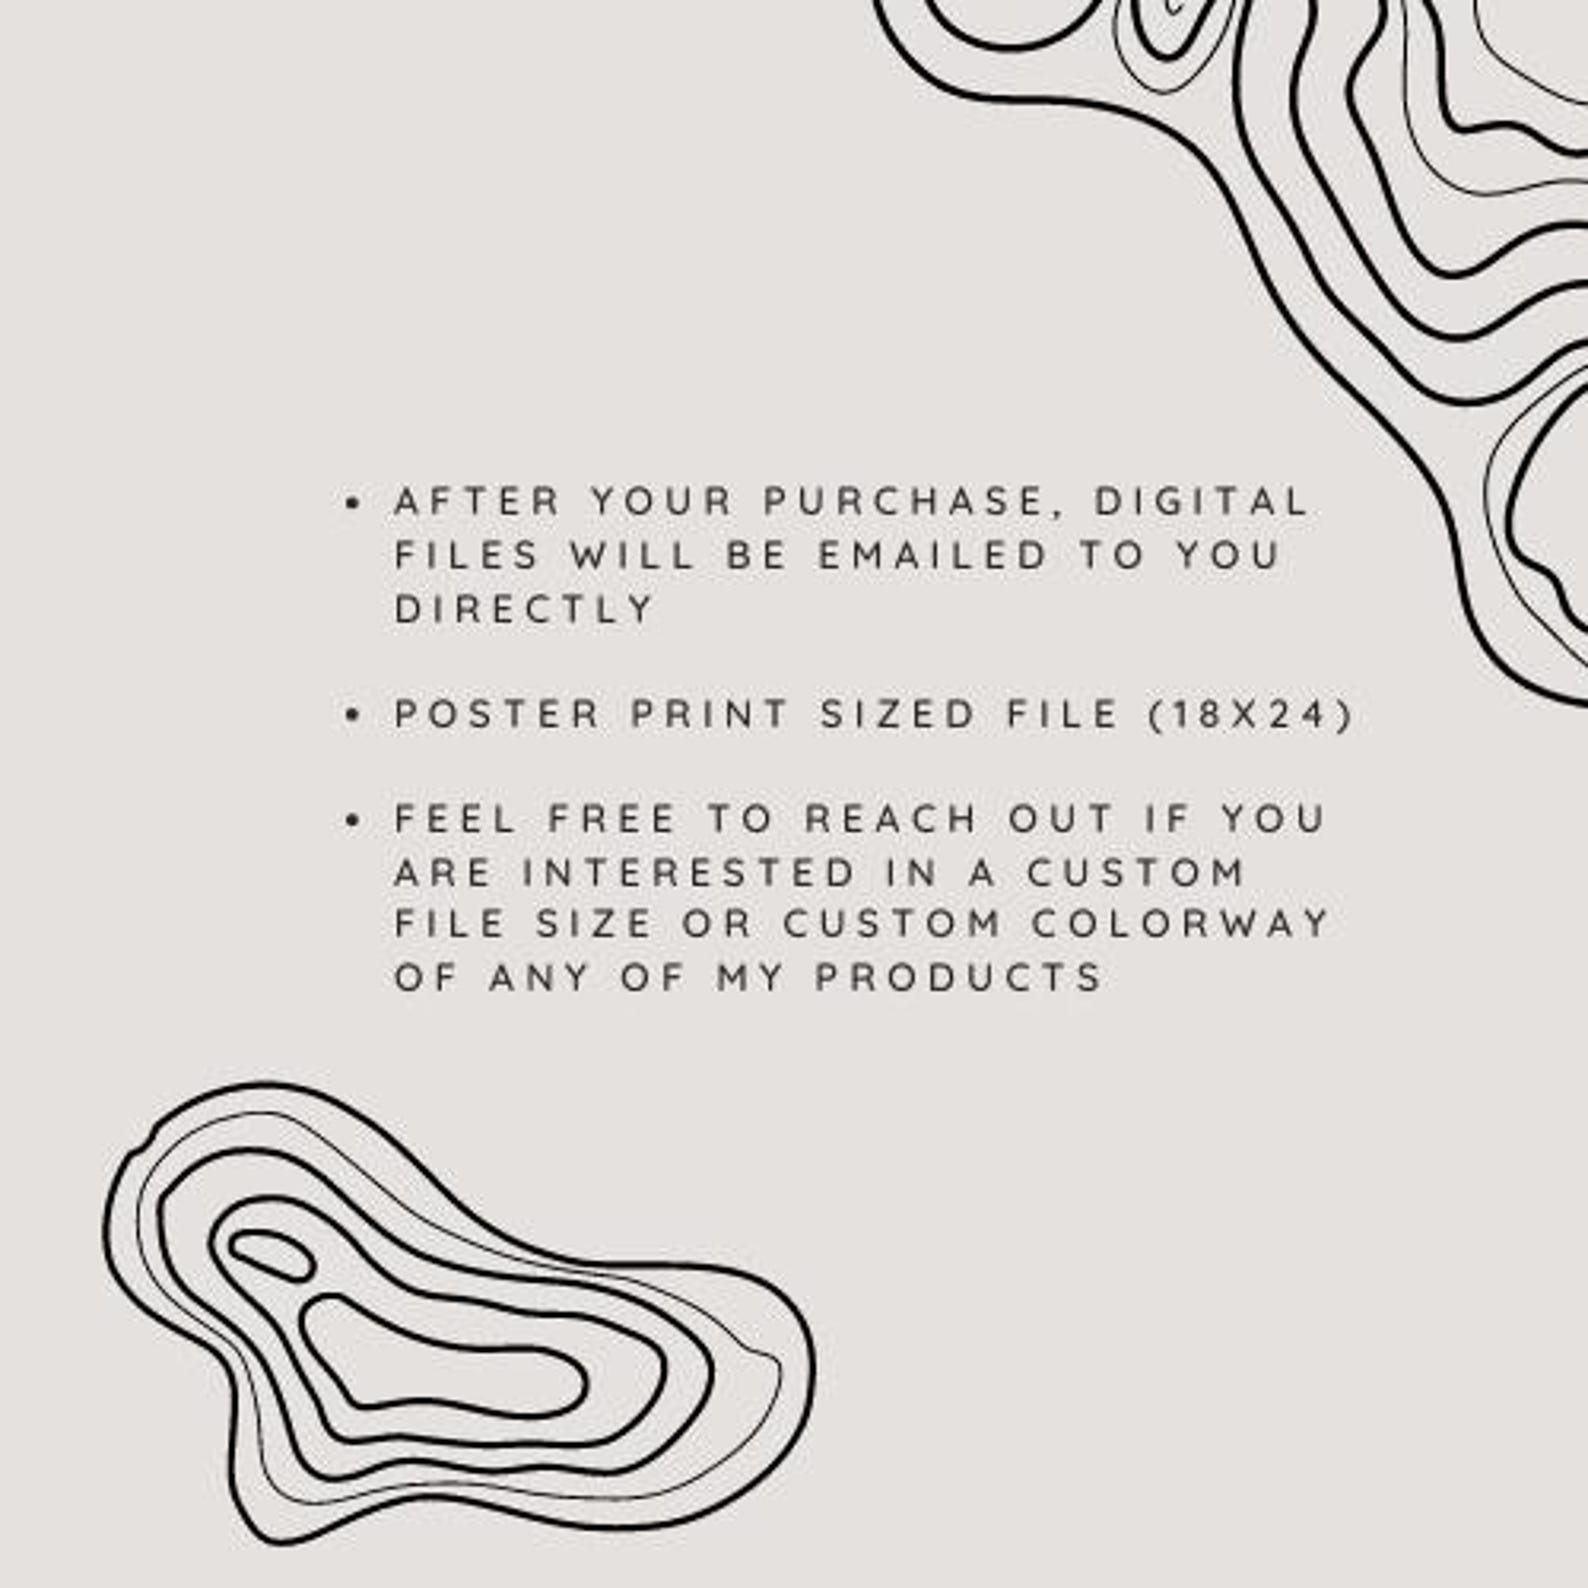 • AFTER YOUR PURCHASE, DIGITAL
FILES WILL BE EMAILED TO YOU
DIRECTLY
• POSTER PRINT SIZED FILE (18X24)
• FEEL FREE TO REACH OUT IF YOU
ARE INTERESTED IN A CUSTOM
FILE SIZE OR CUSTOM COLORWAY
OF ANY OF MY PRODUCTS